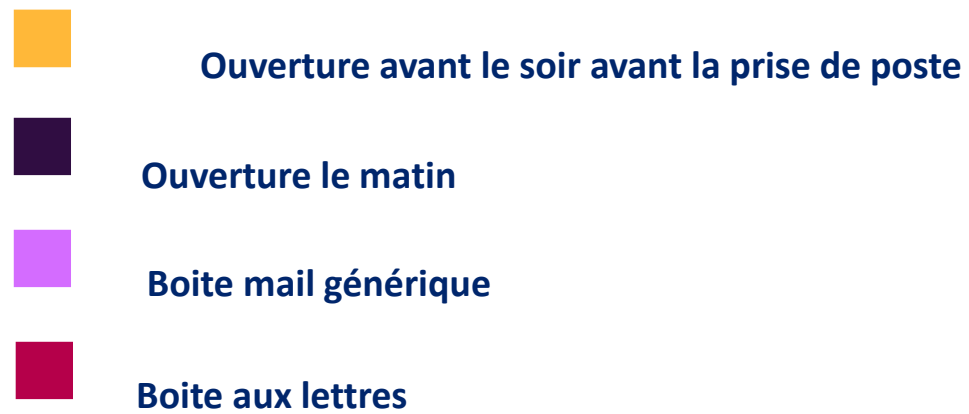 Ouverture avant le soir avant la prise de poste
Ouverture le matin
Boite mail générique
Boite aux lettres